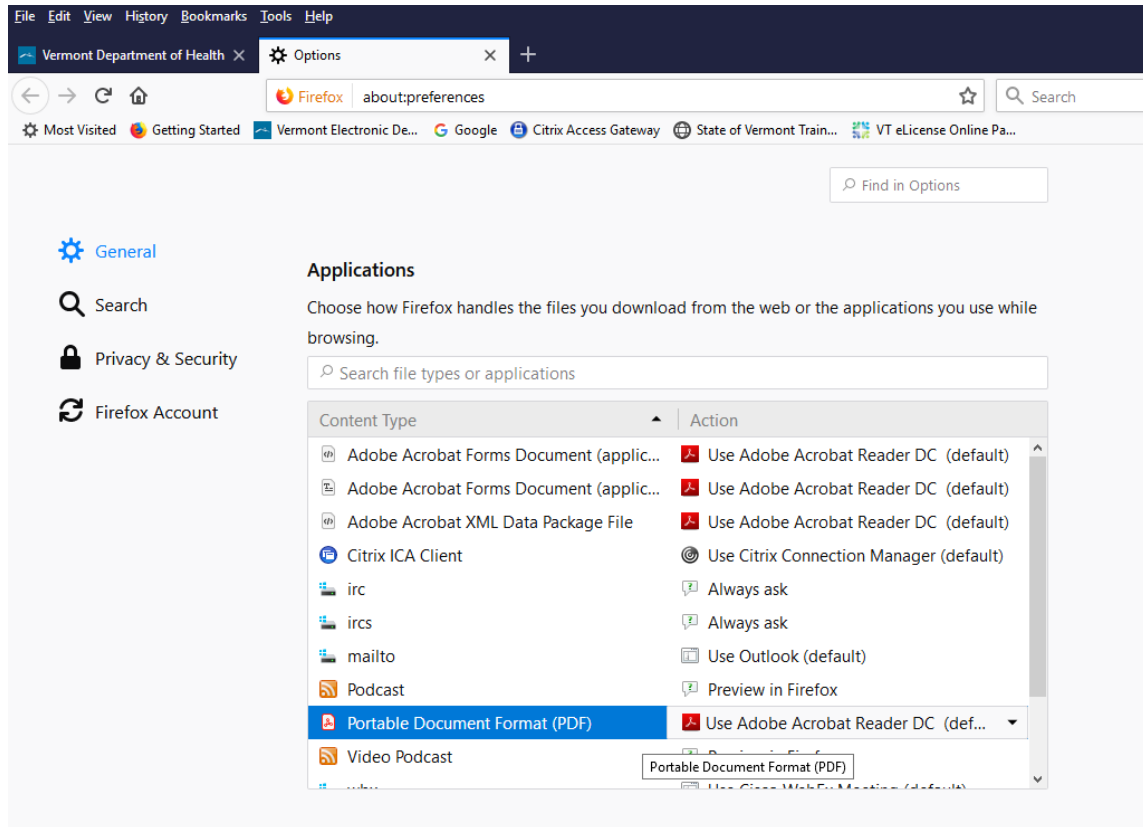 File Edit View History Bookmarks Tools Help
Vermont Department of Health Options
Firefox about:preferences Search
Most Visited Getting Started Vermont Electronic De... Google Citrix Access Gateway State of Vermont Train... VT eLicense Online Pa...
Find in Options
General
Search
Privacy & Security
Firefox Account
Applications
Choose how Firefox handles the files you download from the web or the applications you use while
browsing.
Search file types or applications
Content Type Action
Adobe Acrobat Forms Document (applic... Use Adobe Acrobat Reader DC (default)
Adobe Acrobat Forms Document (applic... Use Adobe Acrobat Reader DC (default)
Adobe Acrobat XML Data Package File Use Adobe Acrobat Reader DC (default)
Citrix ICA Client Use Citrix Connection Manager (default)
irc Always ask
ircs Always ask
mailto Use Outlook (default)
Podcast Preview in Firefox
Portable Document Format (PDF) Use Adobe Acrobat Reader DC (def...
Video Podcast
Portable Document Format (PDF)
Use Cisco WebEx Meeting (default)